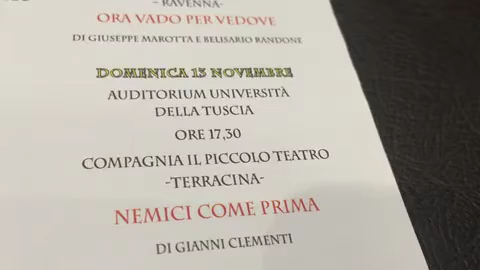 - RAVENNA-
ORA VADO PER VEDOVE
DI GIUSEPPE MAROTTA E BELISARIO RANDONE
DOMENICA 13 NOVEMBRE
AUDITORIUM UNIVERSITÀ
DELLA TUSCIA
ORE 17,30
COMPAGNIA IL PICCOLO TEATRO
-TERRACINA-
NEMICI COME PRIMA
DI GIANNI CLEMENTI